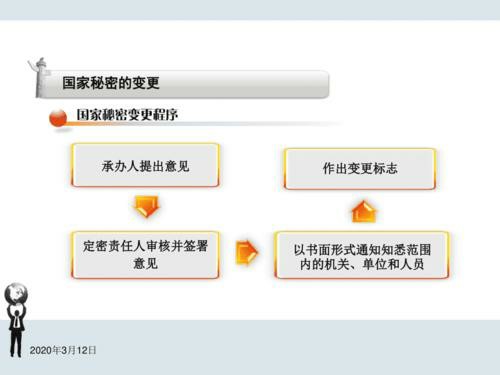 国家秘密的变更
国家秘密变更程序
承办人提出意见
作出变更标志
定密责任人审核并签署
意见
以书面形式通知知悉范围
内的机关、单位和人员
2020年3月12日